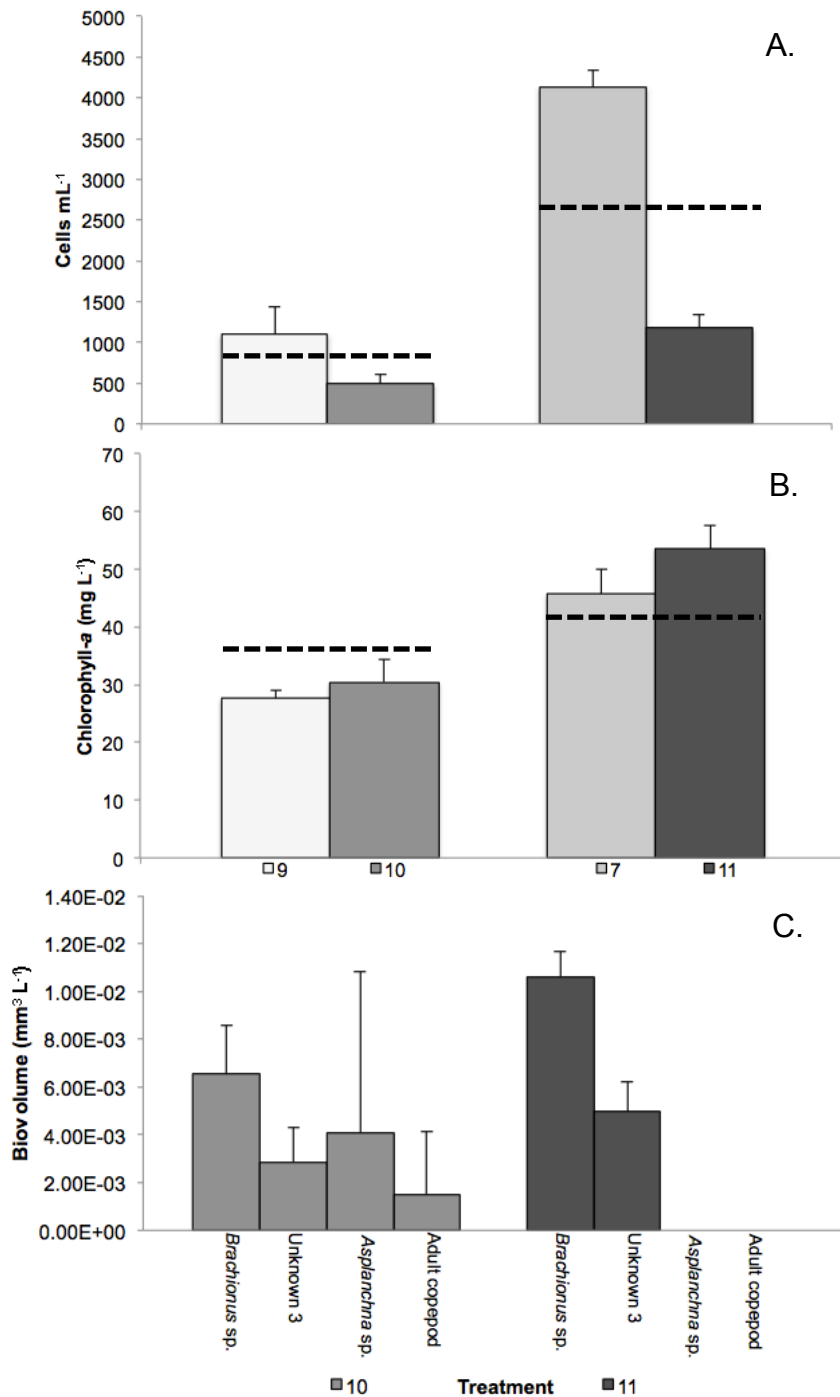 A.
5000
4500
4000
3500
3000
2500
2000
1500
1000
500
0
Cells mL⁻¹
B.
70
60
50
40
30
20
10
0
Chlorophyll-a (mg L⁻¹)
9
10
7
11
C.
1.40E-02
1.20E-02
1.00E-02
8.00E-03
6.00E-03
4.00E-03
2.00E-03
0.00E+00
Biov olume (mm³ L⁻¹)
Brachionus sp.
Unknown 3
Asplanchna sp.
Adult copepod
Brachionus sp.
Unknown 3
Asplanchna sp.
Adult copepod
10 Treatment 11